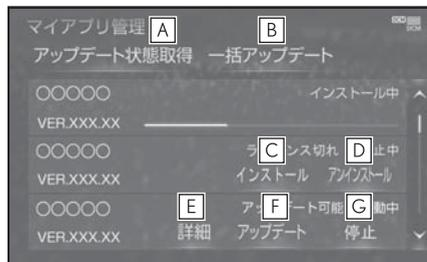 マイアプリ管理 A B
アップデート状態取得 一括アップデート
○○○○○ インストール中
VER.XXX.XX
○○○○○ C D
VER.XXX.XX インストール アンインストール
○○○○○ E F G
VER.XXX.XX 詳細 アップデート 停止